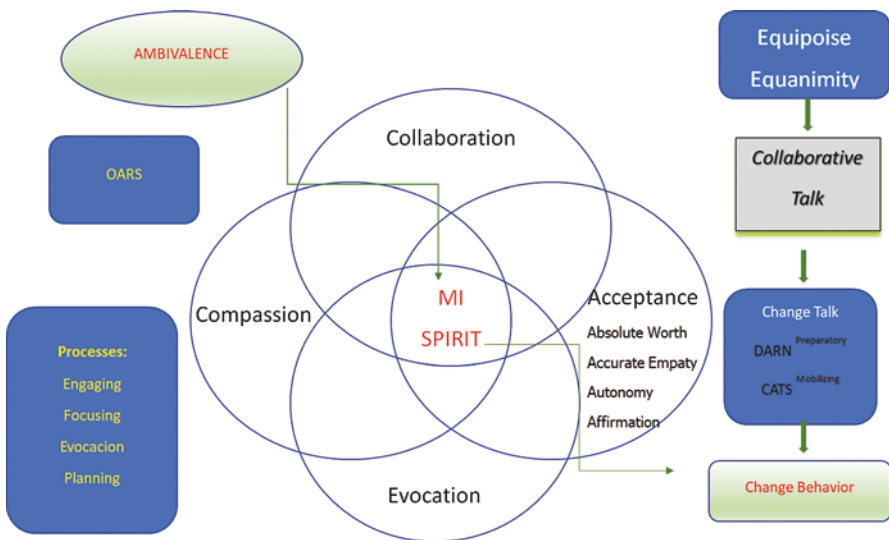 AMBIVALENCE
OARS
Processes:
Engaging
Focusing
Evocacion
Planning
Collaboration
Compassion
MI
SPIRIT
Acceptance
Absolute Worth
Accurate Empaty
Autonomy
Affirmation
Evocation
Equipoise
Equanimity
Collaborative
Talk
Change Talk
DARN Preparatory
CATS Mobilizing
Change Behavior